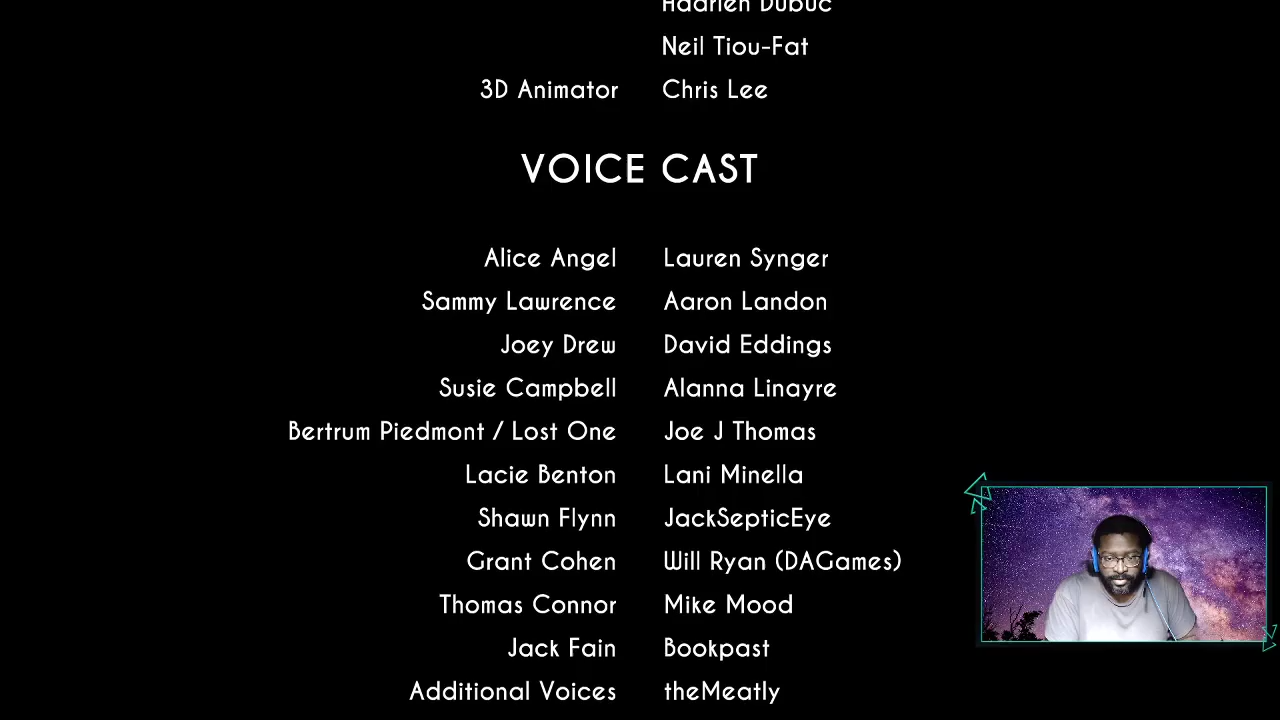 Hadrien Dubuc
Neil Tiou-Fat
3D Animator Chris Lee
VOICE CAST
Alice Angel Lauren Synger
Sammy Lawrence Aaron Landon
Joey Drew David Eddings
Susie Campbell Alanna Linayre
Bertrum Piedmont / Lost One Joe J Thomas
Lacie Benton Lani Minella
Shawn Flynn JackSepticEye
Grant Cohen Will Ryan (DAGames)
Thomas Connor Mike Mood
Jack Fain Bookpast
Additional Voices theMeatly